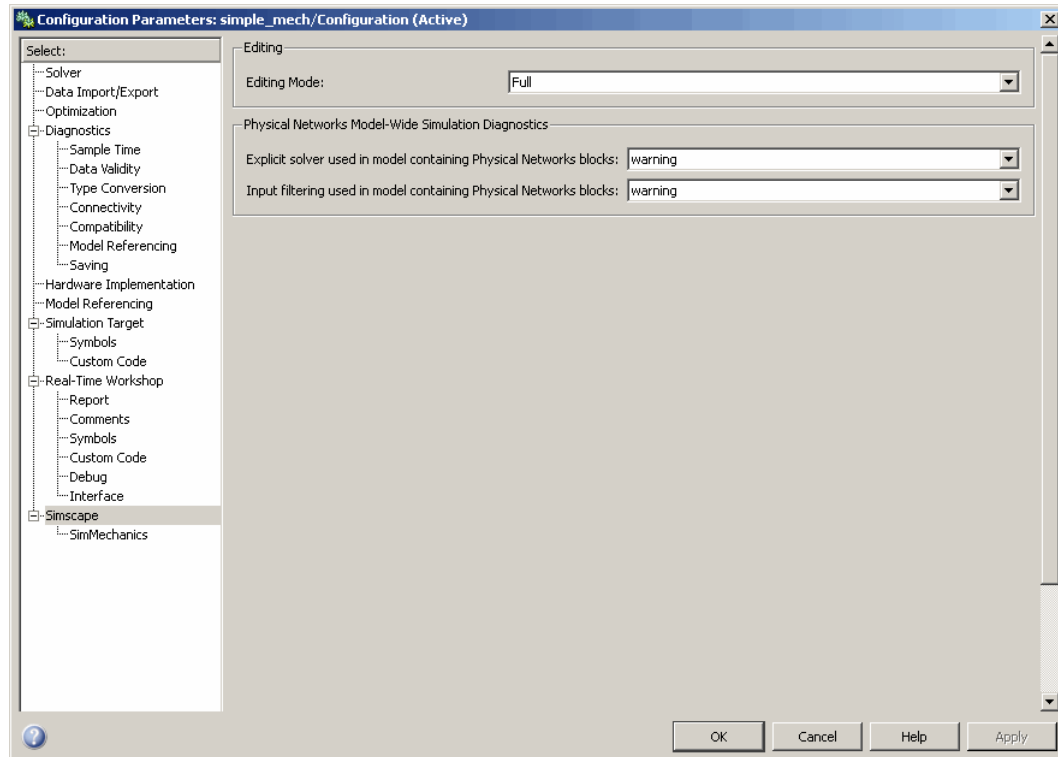 Configuration Parameters: simple_mech/Configuration (Active)
Select:
Solver
Data Import/Export
Optimization
Diagnostics
Sample Time
Data Validity
Type Conversion
Connectivity
Compatibility
Model Referencing
Saving
Hardware Implementation
Model Referencing
Simulation Target
Symbols
Custom Code
Real-Time Workshop
Report
Comments
Symbols
Custom Code
Debug
Interface
Simscape
SimMechanics
Editing
Editing Mode: Full
Physical Networks Model-Wide Simulation Diagnostics
Explicit solver used in model containing Physical Networks blocks: warning
Input filtering used in model containing Physical Networks blocks: warning
OK Cancel Help Apply